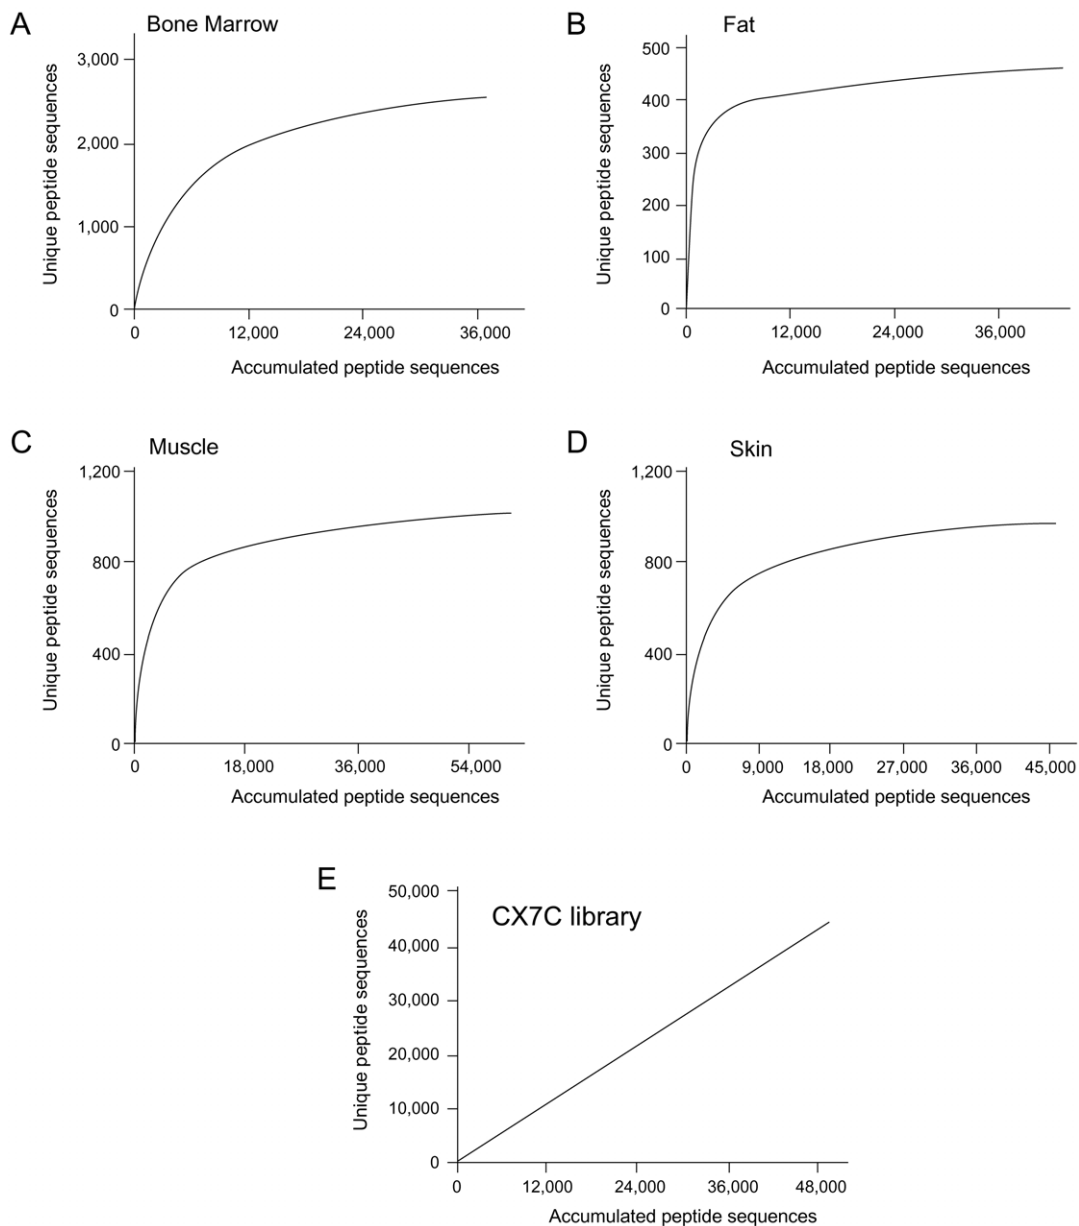 A
Bone Marrow
Unique peptide sequences
3,000
2,000
1,000
0
0 12,000 24,000 36,000
Accumulated peptide sequences
B
Fat
Unique peptide sequences
500
400
300
200
100
0
0 12,000 24,000 36,000
Accumulated peptide sequences
C
Muscle
Unique peptide sequences
1,200
800
400
0
0 18,000 36,000 54,000
Accumulated peptide sequences
D
Skin
Unique peptide sequences
1,200
800
400
0
0 9,000 18,000 27,000 36,000 45,000
Accumulated peptide sequences
E
CX7C library
Unique peptide sequences
50,000
40,000
30,000
20,000
10,000
0
0 12,000 24,000 36,000 48,000
Accumulated peptide sequences